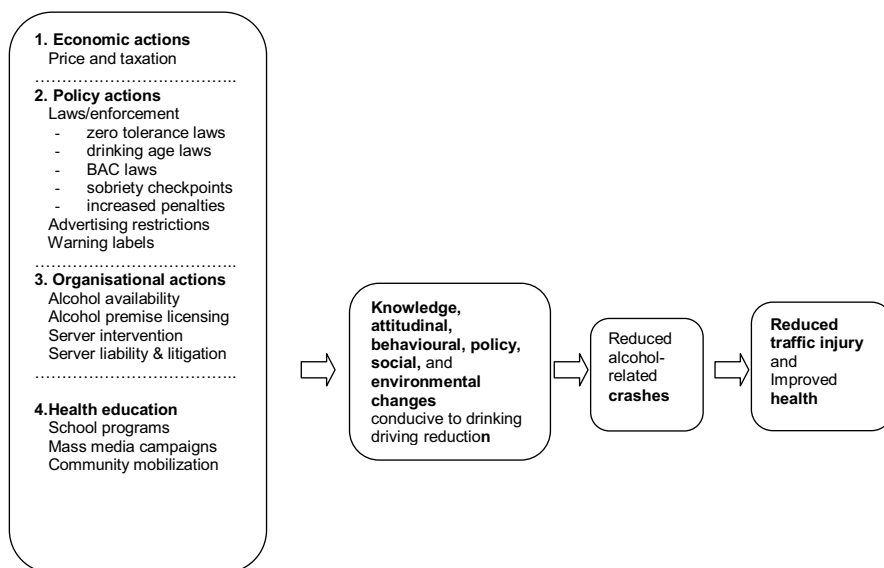 1. Economic actions
Price and taxation
…………………………………..
2. Policy actions
Laws/enforcement
- zero tolerance laws
- drinking age laws
- BAC laws
- sobriety checkpoints
- increased penalties
Advertising restrictions
Warning labels
…………………………………..
3. Organisational actions
Alcohol availability
Alcohol premise licensing
Server intervention
Server liability & litigation
…………………………………..
4.Health education
School programs
Mass media campaigns
Community mobilization
Knowledge,
attitudinal,
behavioural, policy,
social, and
environmental
changes
conducive to drinking
driving reduction
Reduced
alcohol-
related
crashes
Reduced
traffic injury
and
Improved
health